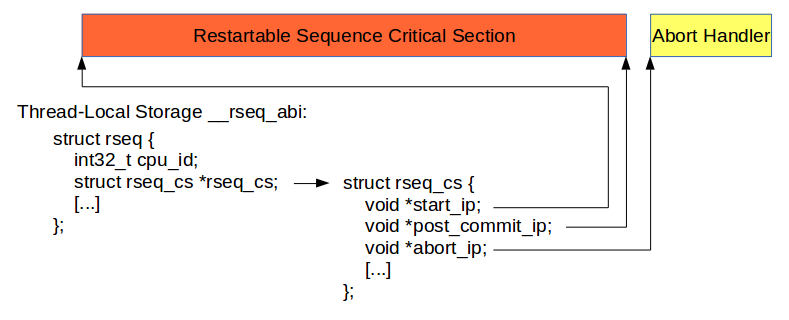 Restartable Sequence Critical Section
Abort Handler
Thread-Local Storage __rseq_abi:
struct rseq {
int32_t cpu_id;
struct rseq_cs *rseq_cs;
[...]
};
struct rseq_cs {
void *start_ip;
void *post_commit_ip;
void *abort_ip;
[...]
};